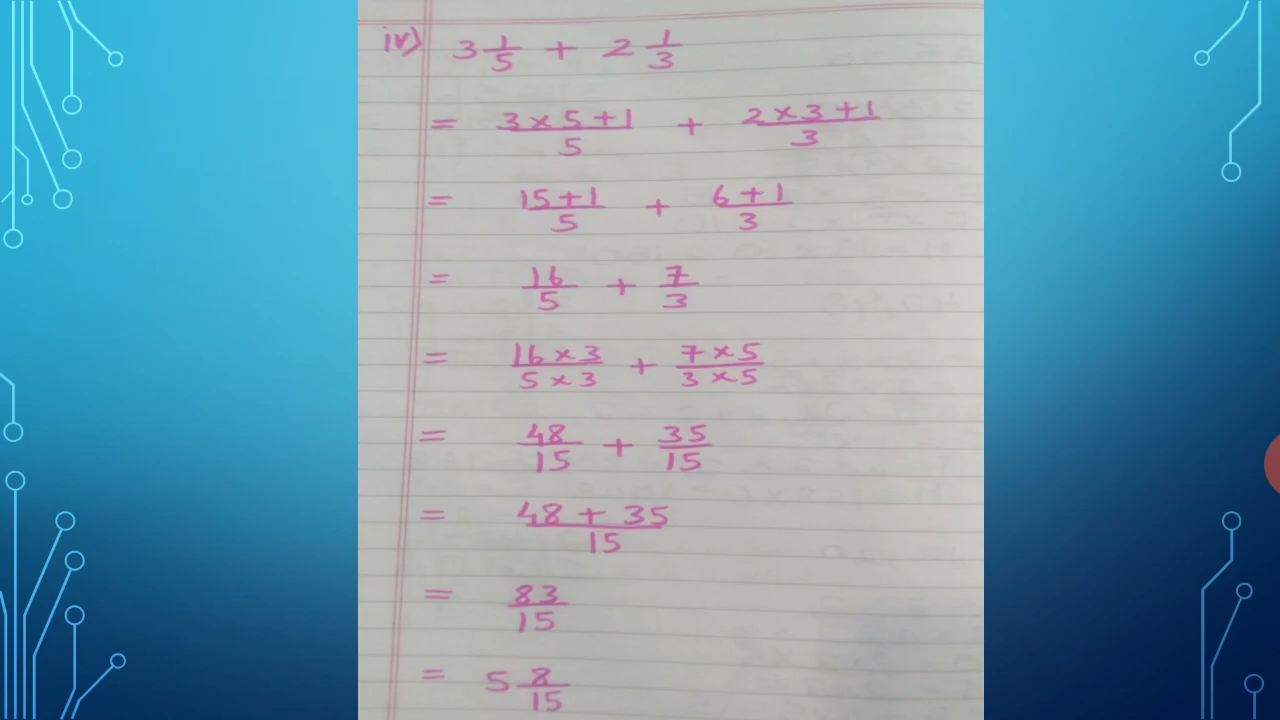 iv) 3 1/5 + 2 1/3
= 3×5+1/5 + 2×3+1/3
= 15+1/5 + 6+1/3
= 16/5 + 7/3
= 16×3/5×3 + 7×5/3×5
= 48/15 + 35/15
= 48+35/15
= 83/15
= 5 8/15